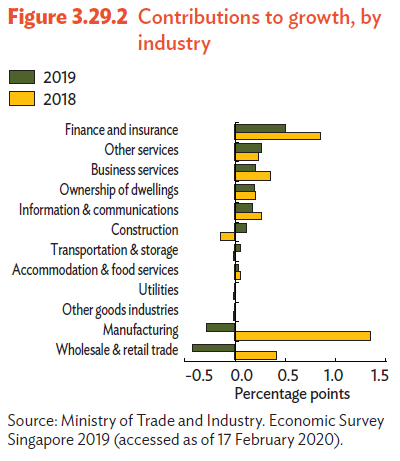 Figure 3.29.2 Contributions to growth, by
industry
2019
2018
Finance and insurance
Other services
Business services
Ownership of dwellings
Information & communications
Construction
Transportation & storage
Accommodation & food services
Utilities
Other goods industries
Manufacturing
Wholesale & retail trade
-0.5 0.0 0.5 1.0 1.5
Percentage points
Source: Ministry of Trade and Industry. Economic Survey
Singapore 2019 (accessed as of 17 February 2020).